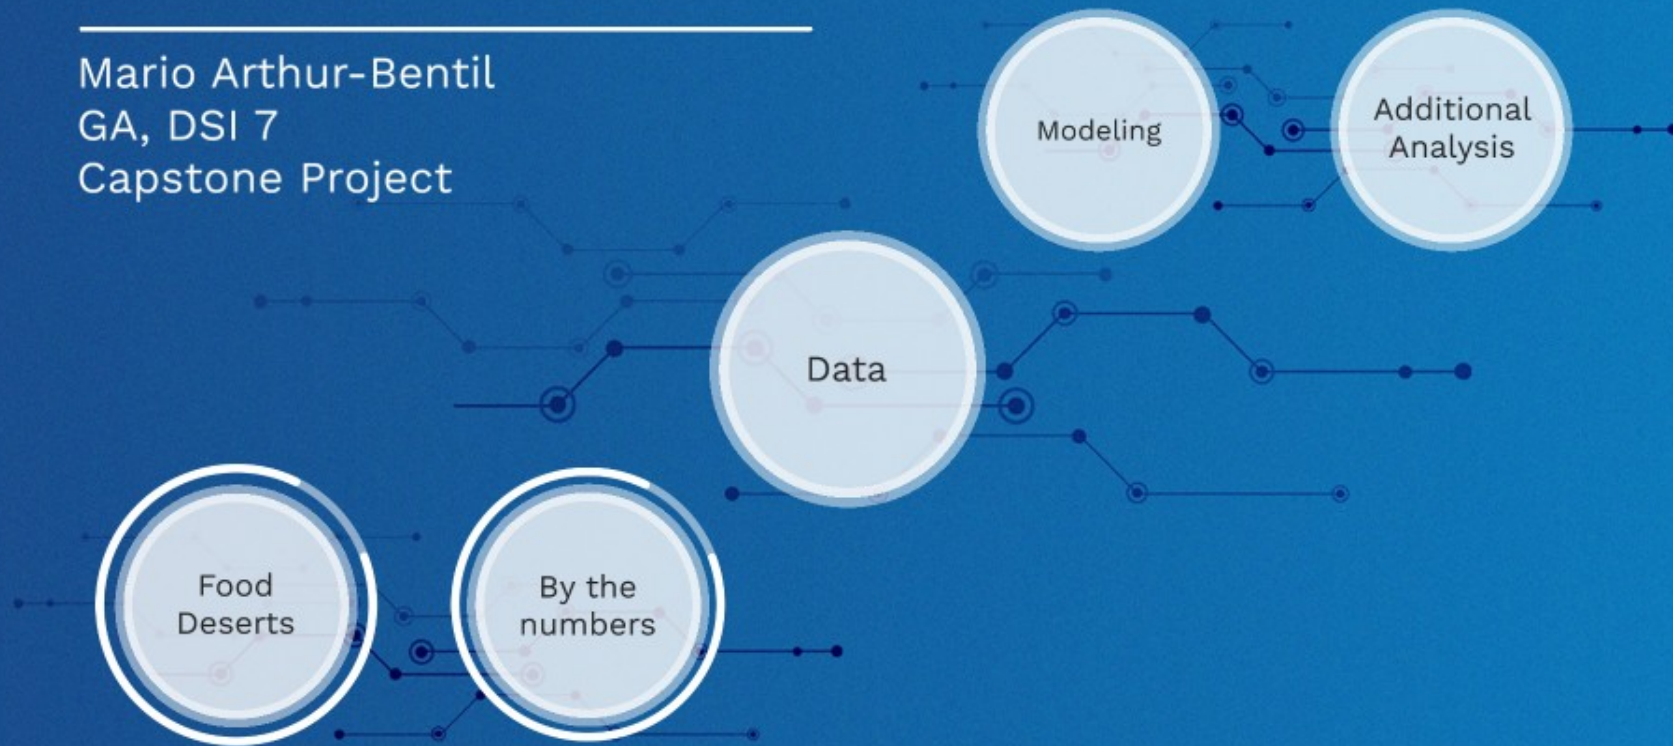 Mario Arthur-Bentil
GA, DSI 7
Capstone Project
Modeling
Additional
Analysis
Data
Food
Deserts
By the
numbers